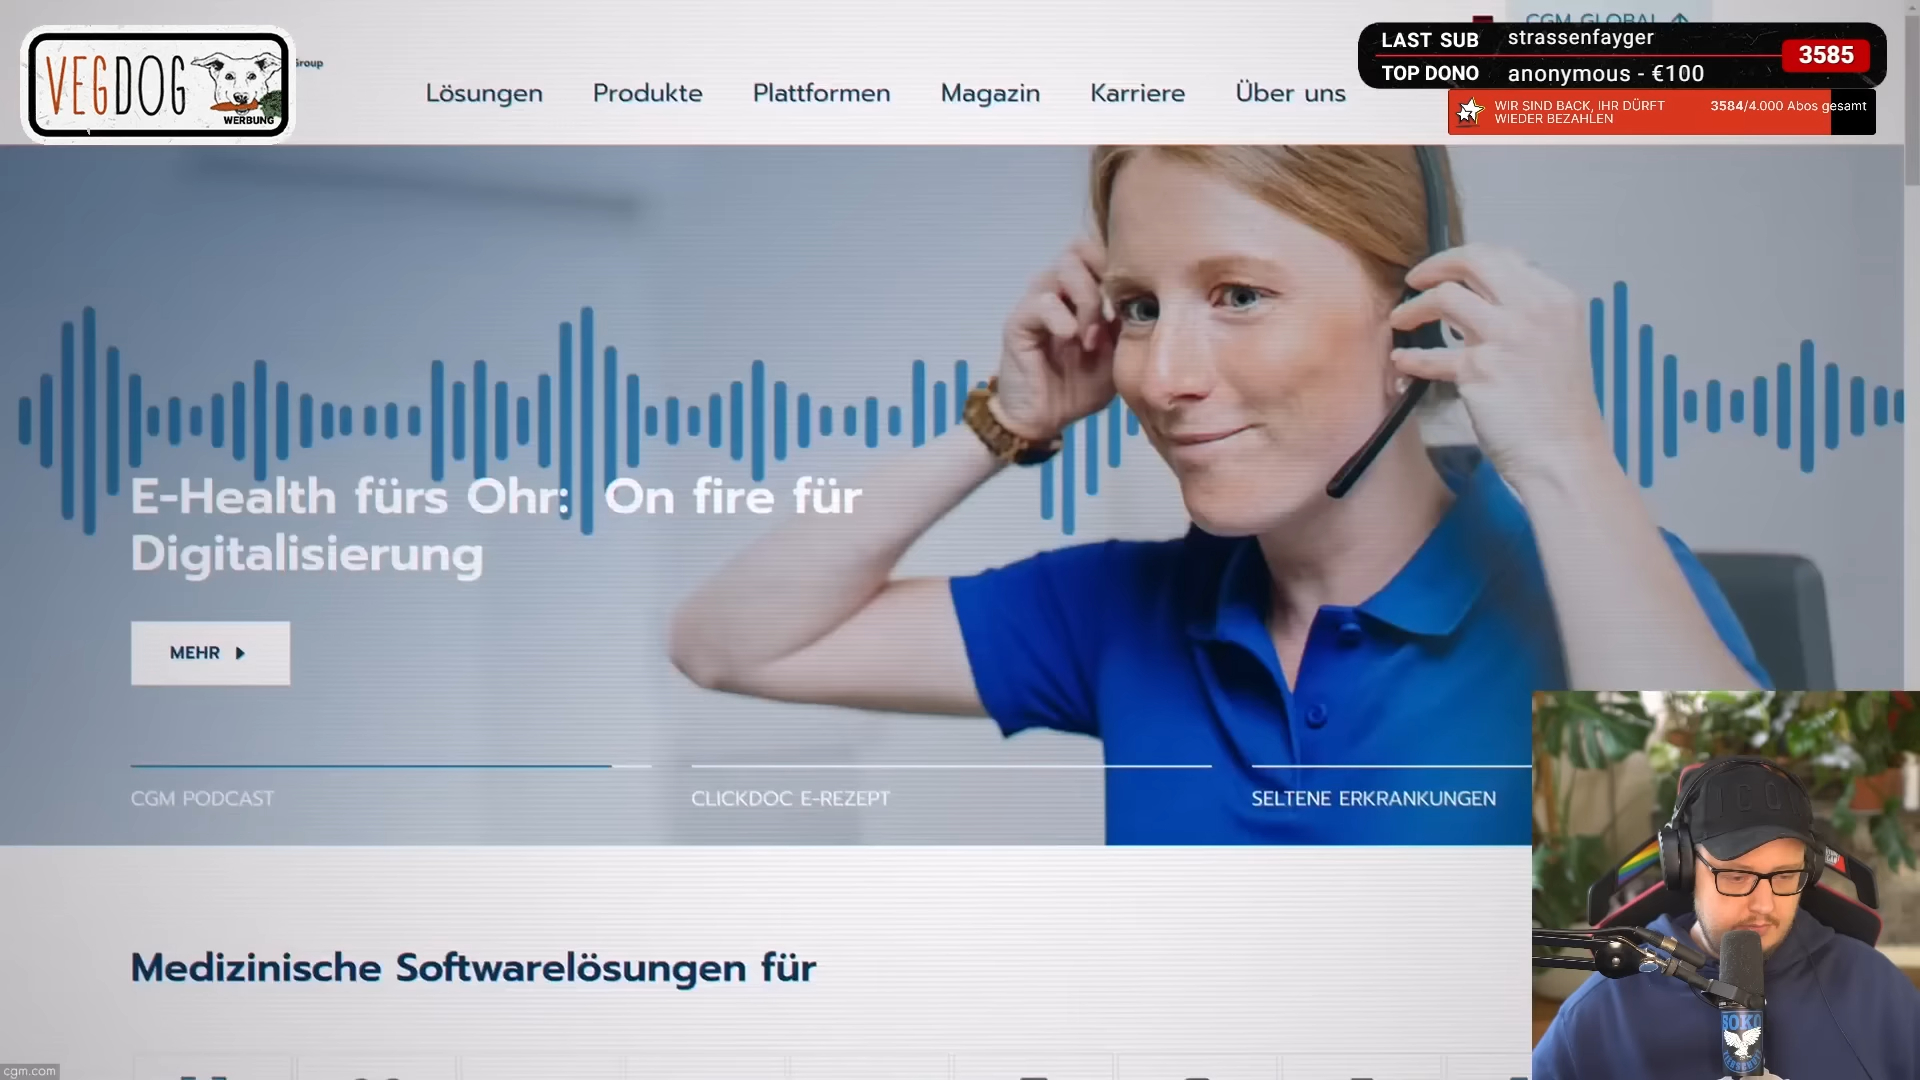 VEGDOG
WERBUNG
Group
Lösungen
Produkte
Plattformen
Magazin
Karriere
Über uns
CGM GLOBAL
LAST SUB strassenfayger
TOP DONO anonymous - €100
3585
WIR SIND BACK, IHR DÜRFT
WIEDER BEZAHLEN
3584/4.000 Abos gesamt
E-Health fürs Ohr: On fire für
Digitalisierung
MEHR
CGM PODCAST
CLICKDOC E-REZEPT
SELTENE ERKRANKUNGEN
Medizinische Softwarelösungen für
ICON
SOKO
cgm.com